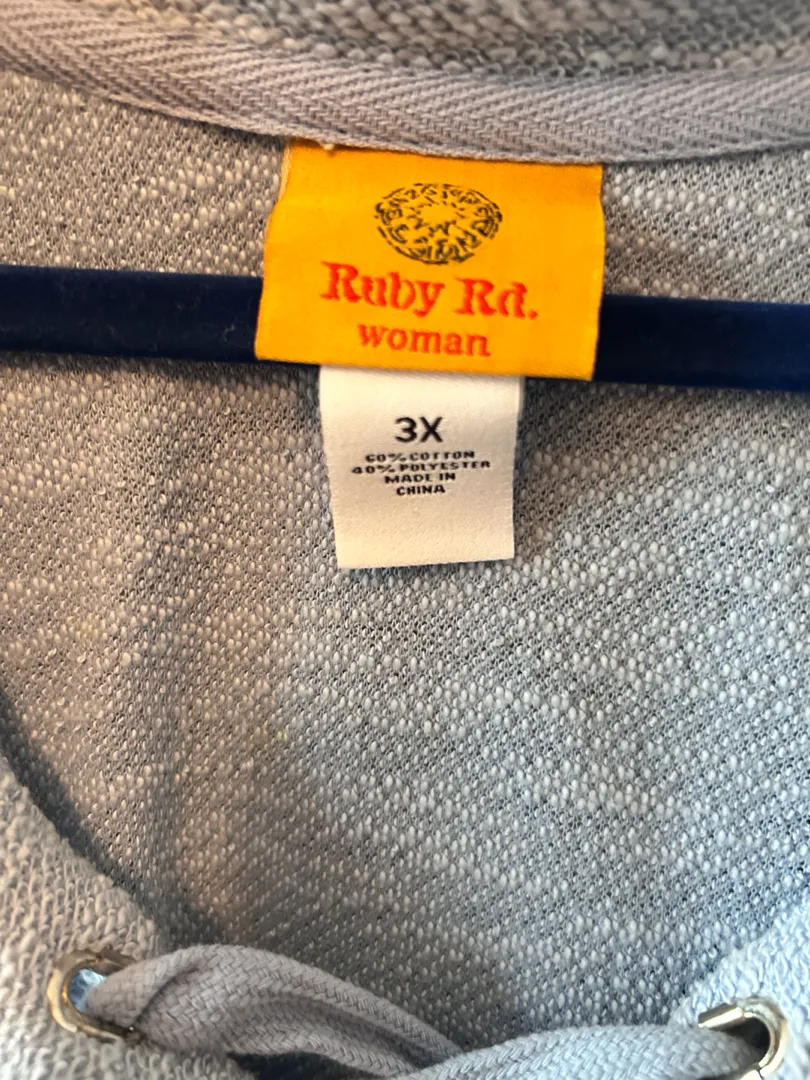 Ruby Rd.
woman
3X
60% COTTON
40% POLYESTER
MADE IN
CHINA